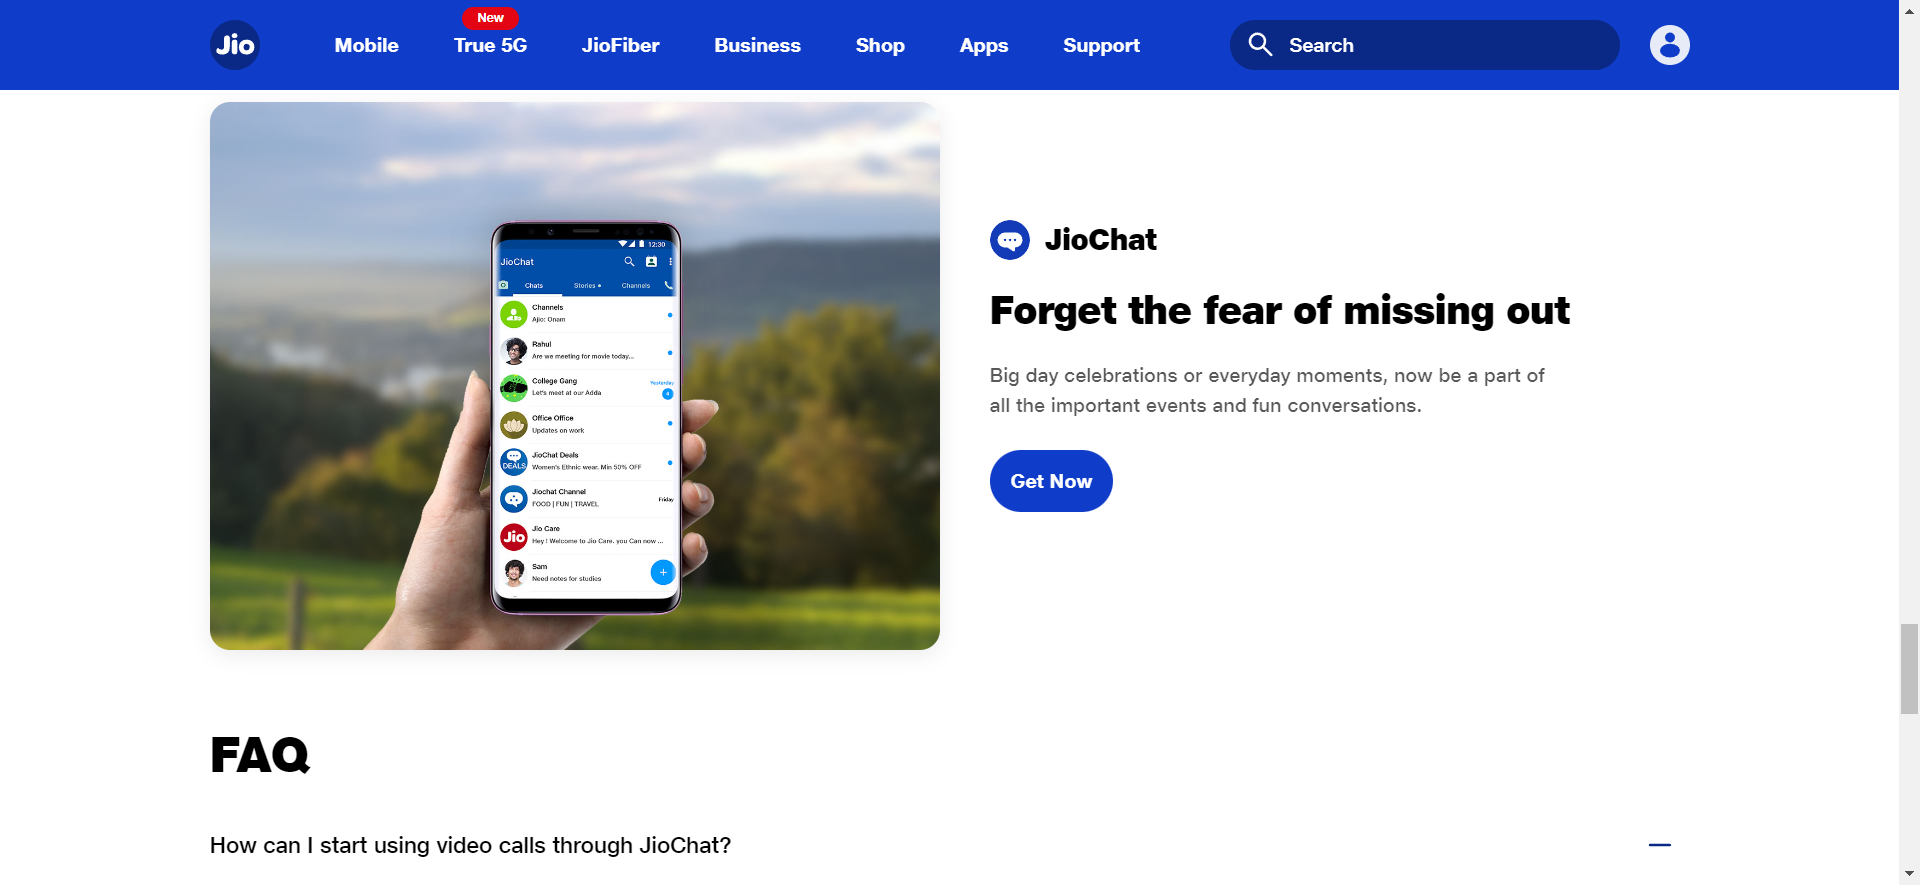 Jio
Mobile
New
True 5G
JioFiber
Business
Shop
Apps
Support
Search
12:30
JioChat
Chats
Stories
Channels
Channels
Ajio: Onam
Rahul
Are we meeting for movie today...
College Gang
Yesterday
Let's meet at our Adda
4
Office Office
Updates on work
DEALS
JioChat Deals
Women's Ethnic wear. Min 50% OFF
Jiochat Channel
Friday
FOOD | FUN | TRAVEL
Jio
Jio Care
Hey ! Welcome to Jio Care. you Can now ...
Sam
Need notes for studies
JioChat
Forget the fear of missing out
Big day celebrations or everyday moments, now be a part of
all the important events and fun conversations.
Get Now
FAQ
How can I start using video calls through JioChat?